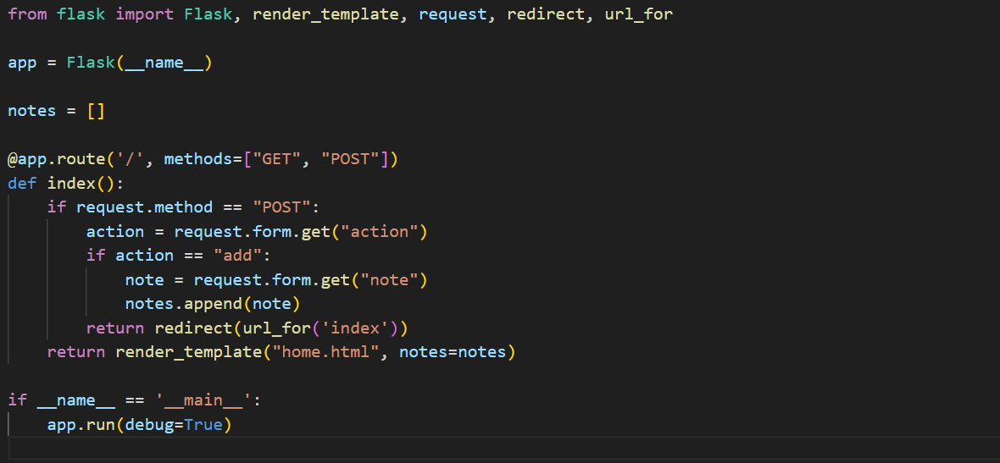 from flask import Flask, render_template, request, redirect, url_for
app = Flask(__name__)
notes = []
@app.route('/', methods=["GET", "POST"])
def index():
    if request.method == "POST":
        action = request.form.get("action")
        if action == "add":
            note = request.form.get("note")
            notes.append(note)
        return redirect(url_for('index'))
    return render_template("home.html", notes=notes)
if __name__ == '__main__':
    app.run(debug=True)